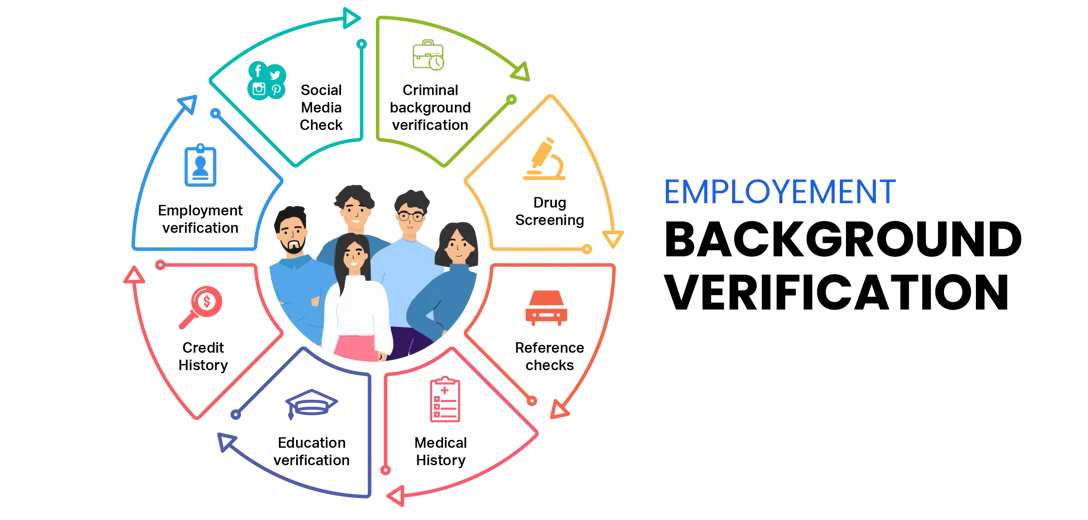 Social
Media
Check
Criminal
background
verification
Drug
Screening
Reference
checks
Medical
History
Education
verification
Credit
History
Employment
verification
EMPLOYEMENT
BACKGROUND
VERIFICATION